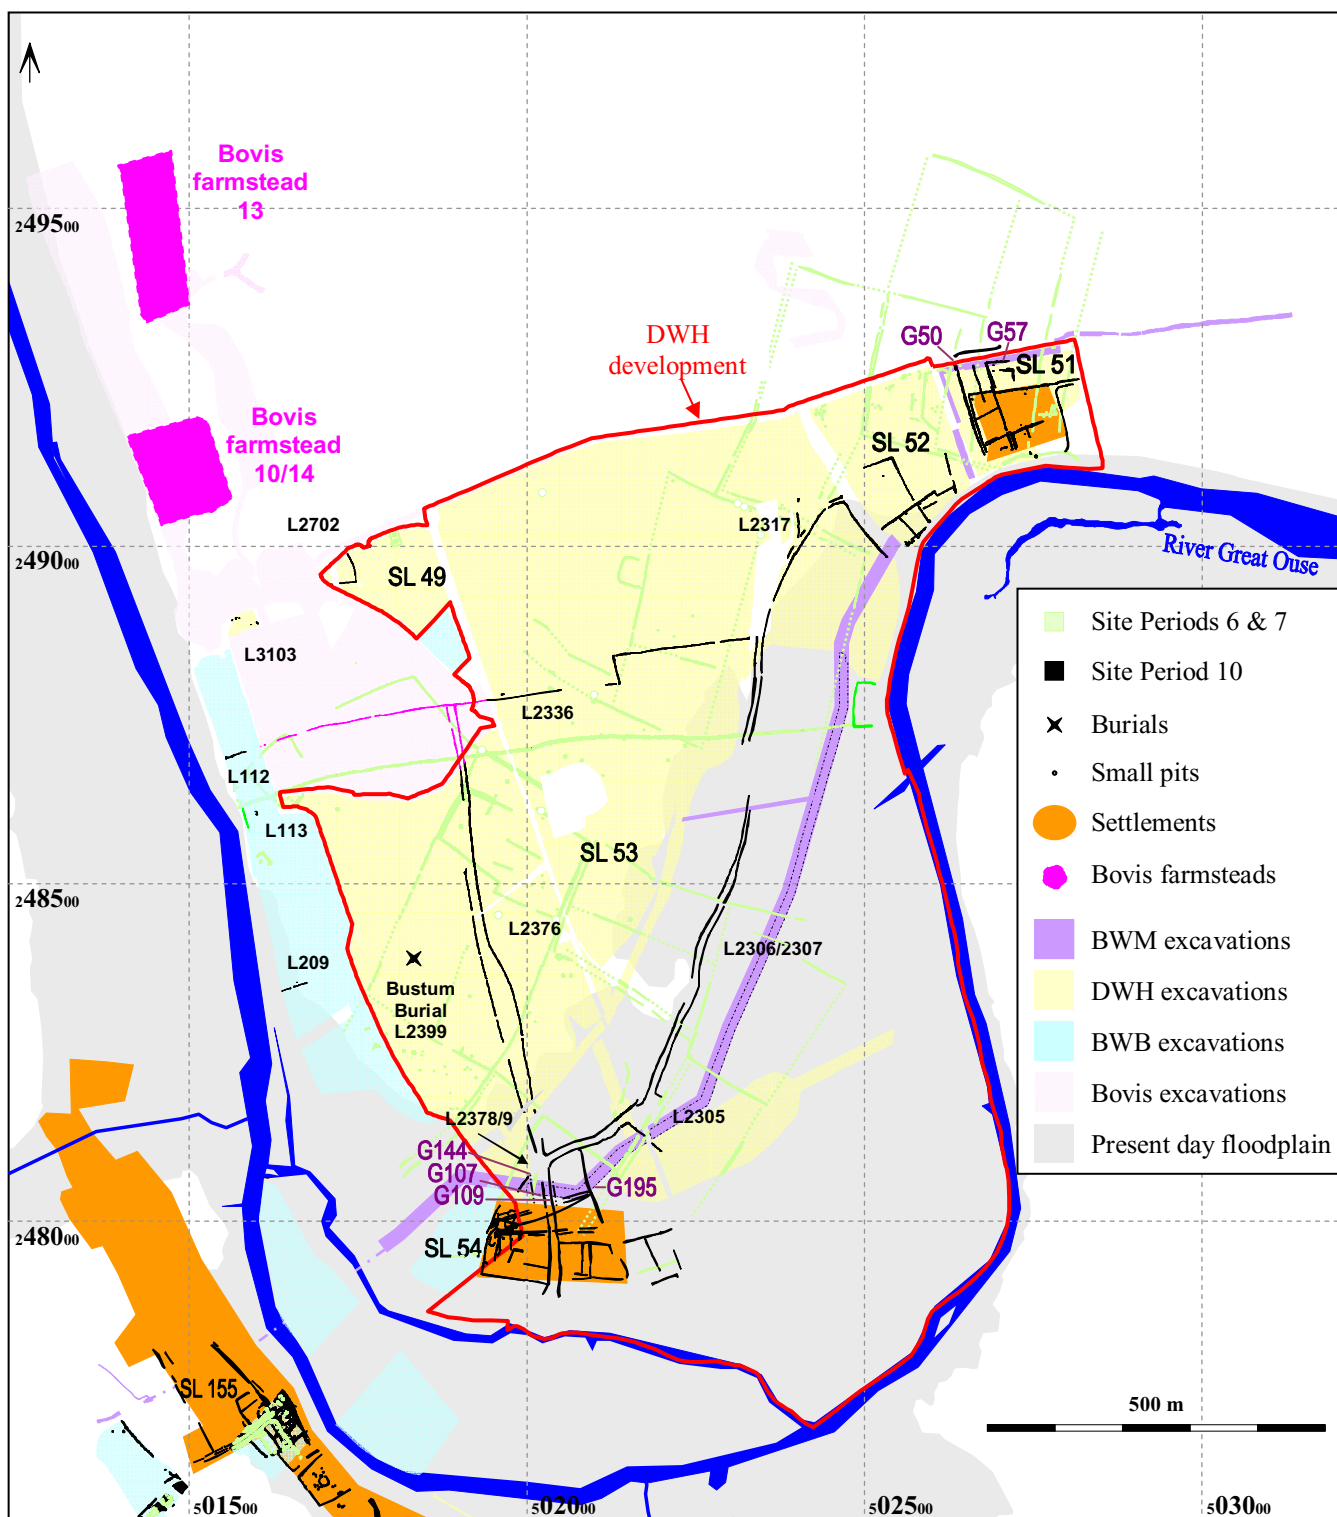 Bovis
farmstead
13
²495⁰⁰
DWH
development
G50
G57
SL 51
Bovis
farmstead
10/14
SL 52
L2702
L2317
²490⁰⁰
River Great Ouse
SL 49
L3103
L2336
L112
L113
SL 53
²485⁰⁰
L2376
L2306/2307
L209
Bustum
Burial
L2399
L2378/9
L2305
G144
G107
G109
G195
²480⁰⁰
SL 54
SL 155
Site Periods 6 & 7
Site Period 10
Burials
Small pits
Settlements
Bovis farmsteads
BWM excavations
DWH excavations
BWB excavations
Bovis excavations
Present day floodplain
500 m
⁵015⁰⁰
⁵020⁰⁰
⁵025⁰⁰
⁵030⁰⁰